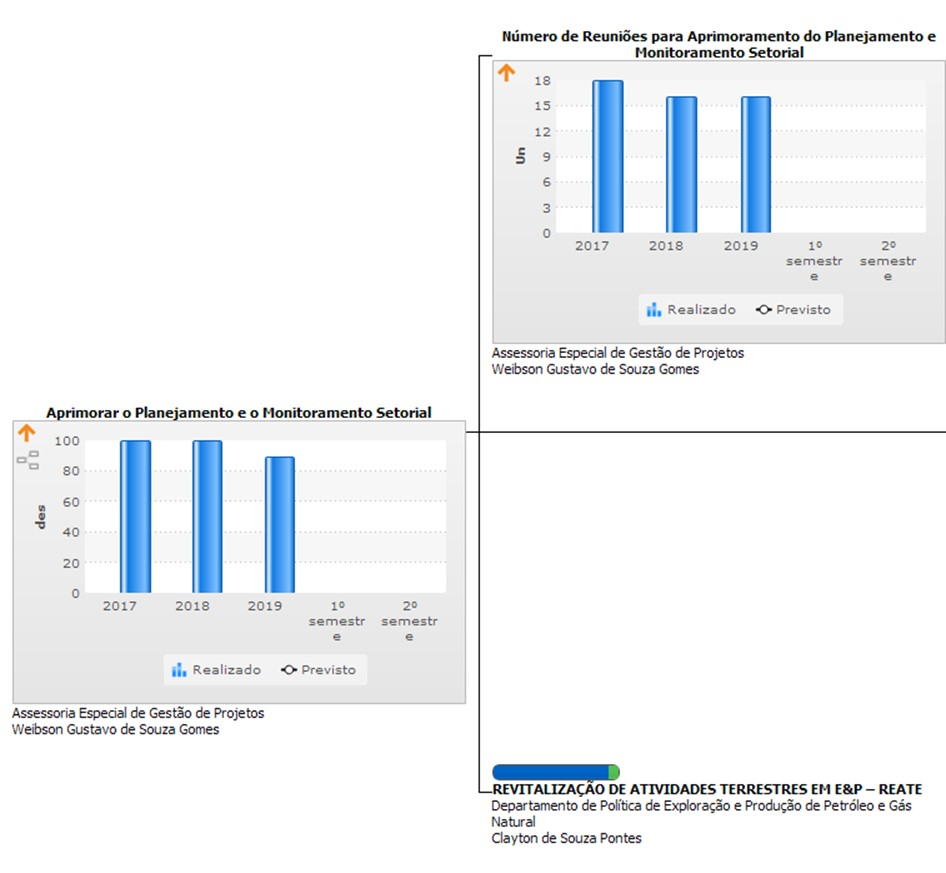 Número de Reuniões para Aprimoramento do Planejamento e
Monitoramento Setorial
18
15
12
9
6
3
0
Un
2017
2018
2019
1º
semestr
e
2º
semestr
e
Realizado
Previsto
Assessoria Especial de Gestão de Projetos
Weibson Gustavo de Souza Gomes
Aprimorar o Planejamento e o Monitoramento Setorial
100
80
60
40
20
0
des
2017
2018
2019
1º
semestr
e
2º
semestr
e
Realizado
Previsto
Assessoria Especial de Gestão de Projetos
Weibson Gustavo de Souza Gomes
REVITALIZAÇÃO DE ATIVIDADES TERRESTRES EM E&P – REATE
Departamento de Política de Exploração e Produção de Petróleo e Gás
Natural
Clayton de Souza Pontes